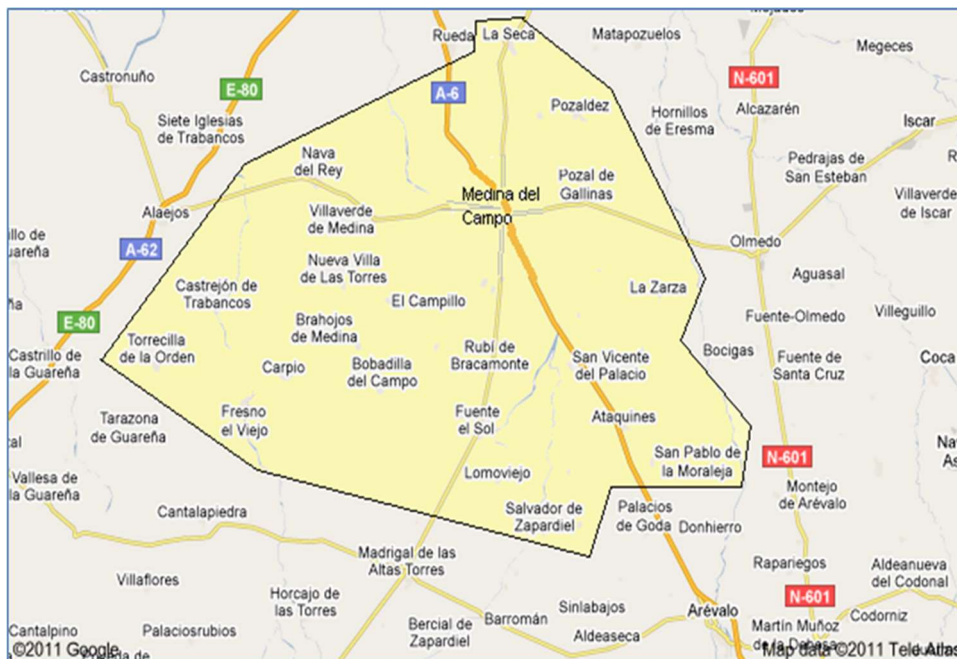 Rueda
La Seca
Matapozuelos
Megeces
Castronuño
E-80
A-6
N-601
Pozaldez
Hornillos
de Eresma
Alcazarén
Iscar
Siete Iglesias
de Trabancos
Nava
del Rey
Pedrajas de
San Esteban
Pozal de
Gallinas
Medina del
Campo
Villaverde
de Iscar
Alaejos
Villaverde
de Medina
A-62
Olmedo
Guareña
Nueva Villa
de Las Torres
Castrejón de
Trabancos
El Campillo
La Zarza
Aguasal
Villeguillo
E-80
Brahojos
de Medina
Fuente-Olmedo
Torrecilla
de la Orden
Castrillo de
la Guareña
Carpio
Bobadilla
del Campo
Rubí de
Bracamonte
San Vicente
del Palacio
Bocigas
Fuente de
Santa Cruz
Coca
Tarazona
de Guareña
Fresno
el Viejo
Fuente
el Sol
Ataquines
San Pablo de
la Moraleja
N-601
Vallesa de
la Guareña
Lomoviejo
Montejo
de Arévalo
Cantalapiedra
Salvador de
Zapardiel
Palacios
de Goda
Donhierro
Madrigal de las
Altas Torres
Rapariegos
Aldeanueva
del Codonal
Villaflores
Horcajo de
las Torres
N-601
Sinlabajos
Arévalo
Codorniz
Barromán
Cantalpino
Palaciosrubios
Bercial de
Zapardiel
Aldeaseca
Martín Muñoz
de la Dehesa
©2011 Google
Map data ©2011 Tele Atlas